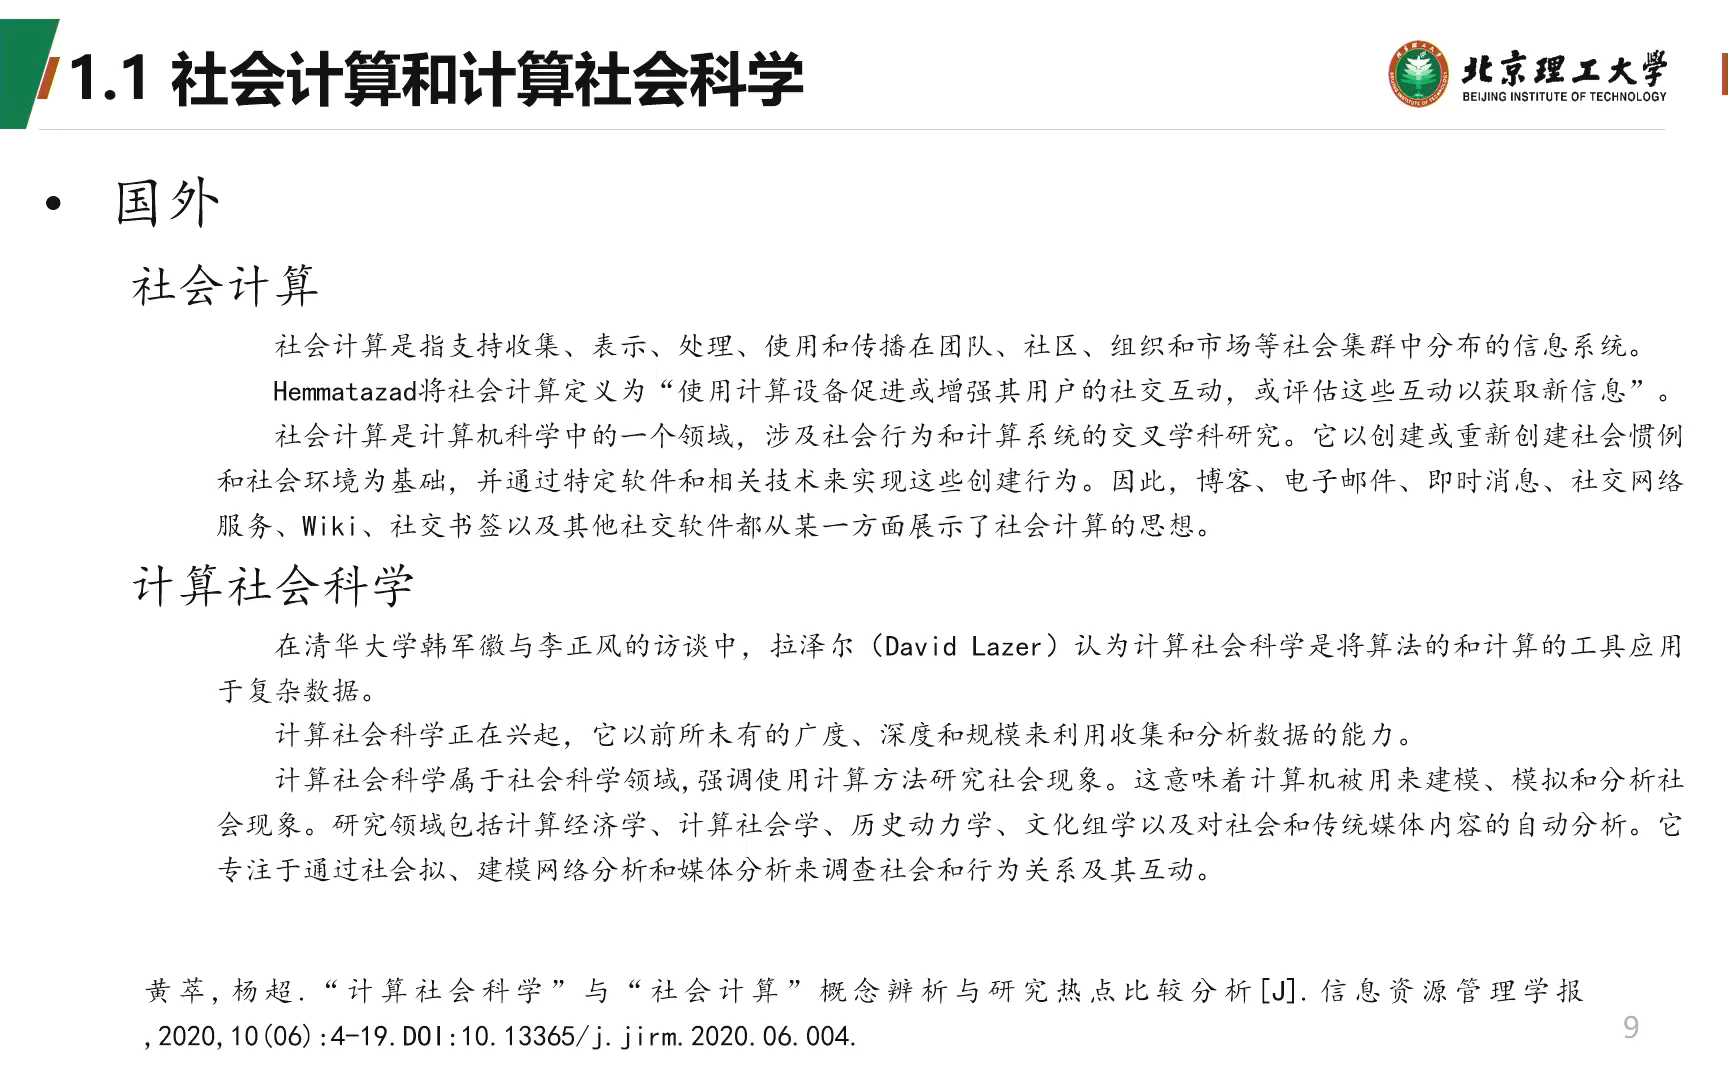 1.1 社会计算和计算社会科学
北京理工大学
BEIJING INSTITUTE OF TECHNOLOGY
• 国外
社会计算
社会计算是指支持收集、表示、处理、使用和传播在团队、社区、组织和市场等社会集群中分布的信息系统。
Hemmatazad将社会计算定义为“使用计算设备促进或增强其用户的社交互动，或评估这些互动以获取新信息”。
社会计算是计算机科学中的一个领域，涉及社会行为和计算系统的交叉学科研究。它以创建或重新创建社会惯例
和社会环境为基础，并通过特定软件和相关技术来实现这些创建行为。因此，博客、电子邮件、即时消息、社交网络
服务、Wiki、社交书签以及其他社交软件都从某一方面展示了社会计算的思想。
计算社会科学
在清华大学韩军徽与李正风的访谈中，拉泽尔（David Lazer）认为计算社会科学是将算法的和计算的工具应用
于复杂数据。
计算社会科学正在兴起，它以前所未有的广度、深度和规模来利用收集和分析数据的能力。
计算社会科学属于社会科学领域,强调使用计算方法研究社会现象。这意味着计算机被用来建模、模拟和分析社
会现象。研究领域包括计算经济学、计算社会学、历史动力学、文化组学以及对社会和传统媒体内容的自动分析。它
专注于通过社会拟、建模网络分析和媒体分析来调查社会和行为关系及其互动。
黄萃,杨超.“计算社会科学”与“社会计算”概念辨析与研究热点比较分析[J].信息资源管理学报
,2020,10(06):4-19.DOI:10.13365/j.jirm.2020.06.004.
9